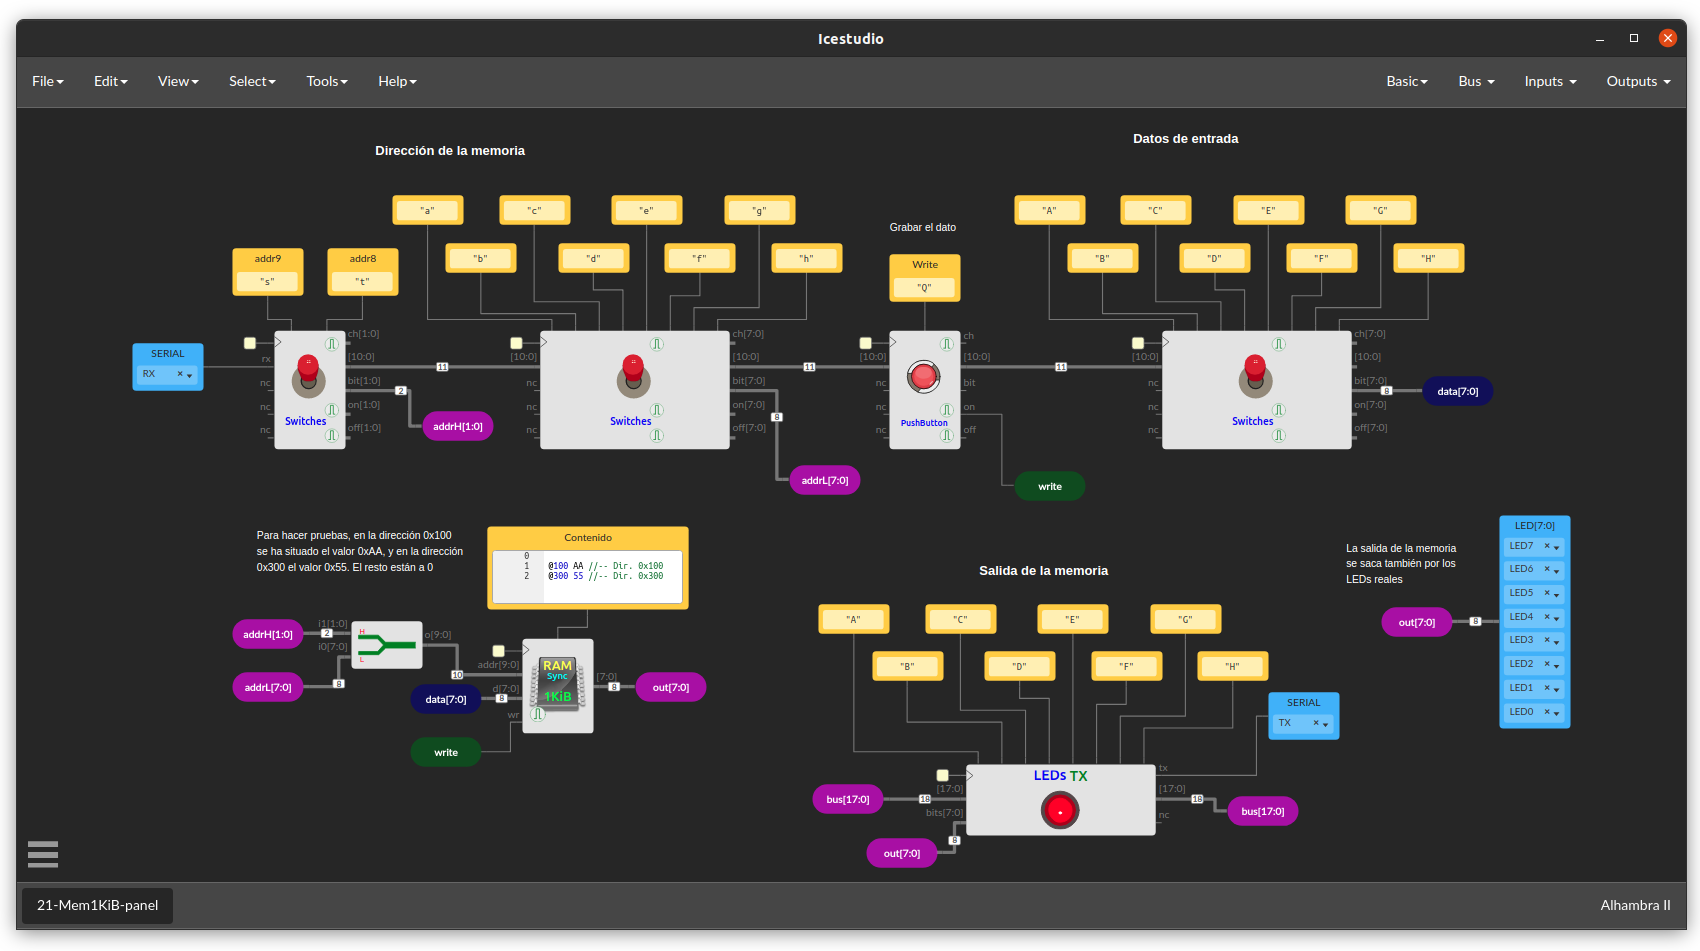 Icestudio
File Edit View Select Tools Help Basic Bus Inputs Outputs
Dirección de la memoria
Datos de entrada
"a" "c" "e" "g"
"b" "d" "f" "h"
addr9
"s"
addr8
"t"
Grabar el dato
Write
"Q"
"A" "C" "E" "G"
"B" "D" "F" "H"
SERIAL
RX
rx
nc
nc
nc
Switches
ch[1:0]
[10:0]
bit[1:0]
on[1:0]
off[1:0]
11
2
addrH[1:0]
[10:0]
nc
nc
nc
Switches
ch[7:0]
[10:0]
bit[7:0]
on[7:0]
off[7:0]
11
8
addrL[7:0]
[10:0]
nc
nc
nc
PushButton
ch
[10:0]
bit
on
off
11
write
[10:0]
nc
nc
nc
Switches
ch[7:0]
[10:0]
bit[7:0]
on[7:0]
off[7:0]
8
data[7:0]
Para hacer pruebas, en la dirección 0x100
se ha situado el valor 0xAA, y en la dirección
0x300 el valor 0x55. El resto están a 0
Contenido
0
1 @100 AA //-- Dir. 0x100
2 @300 55 //-- Dir. 0x300
addrH[1:0]
2
i1[1:0]
i0[7:0]
addrL[7:0]
8
H
L
o[9:0]
10
addr[9:0]
data[7:0]
8
d[7:0]
wr
write
RAM
Sync
1KiB
[7:0]
8
out[7:0]
Salida de la memoria
"A" "C" "E" "G"
"B" "D" "F" "H"
SERIAL
TX
bus[17:0]
18
[17:0]
bits[7:0]
8
out[7:0]
LEDs TX
tx
[17:0]
nc
18
bus[17:0]
La salida de la memoria
se saca también por los
LEDs reales
out[7:0]
8
LED[7:0]
LED7
LED6
LED5
LED4
LED3
LED2
LED1
LED0
21-Mem1KiB-panel
Alhambra II